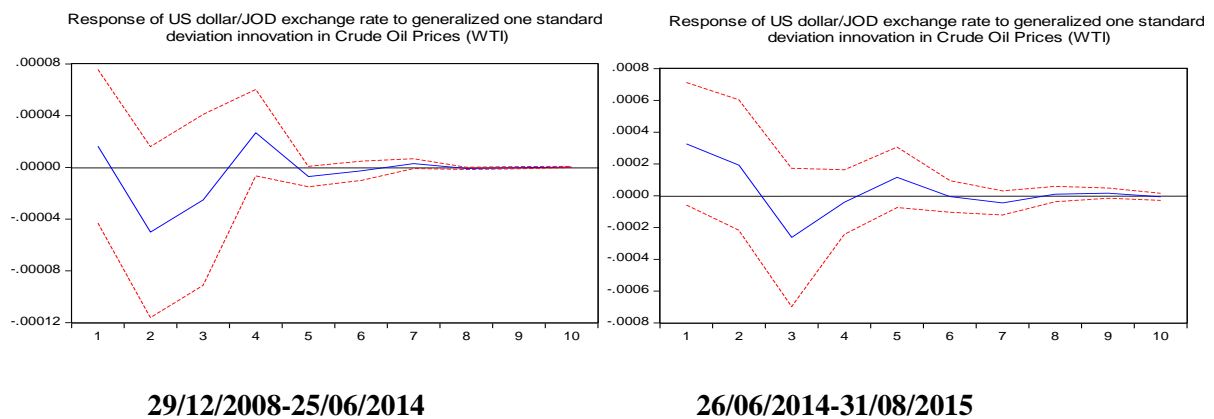 Response of US dollar/JOD exchange rate to generalized one standard
deviation innovation in Crude Oil Prices (WTI)
.00008
.00004
.00000
-.00004
-.00008
-.00012
1 2 3 4 5 6 7 8 9 10
29/12/2008-25/06/2014
Response of US dollar/JOD exchange rate to generalized one standard
deviation innovation in Crude Oil Prices (WTI)
.0008
.0006
.0004
.0002
.0000
-.0002
-.0004
-.0006
-.0008
1 2 3 4 5 6 7 8 9 10
26/06/2014-31/08/2015